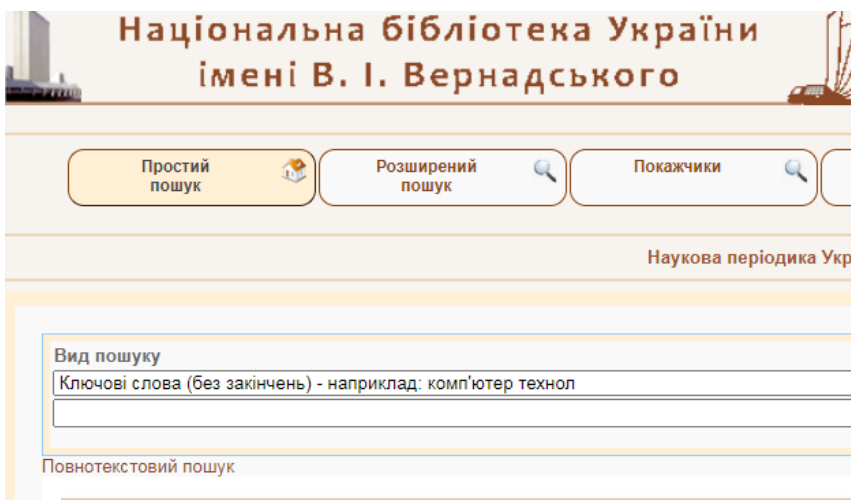 Національна бібліотека України
імені В. І. Вернадського
Простий
пошук
Розширений
пошук
Покажчики
Наукова періодика Укр
Вид пошуку
Ключові слова (без закінчень) - наприклад: комп'ютер технол
Повнотекстовий пошук